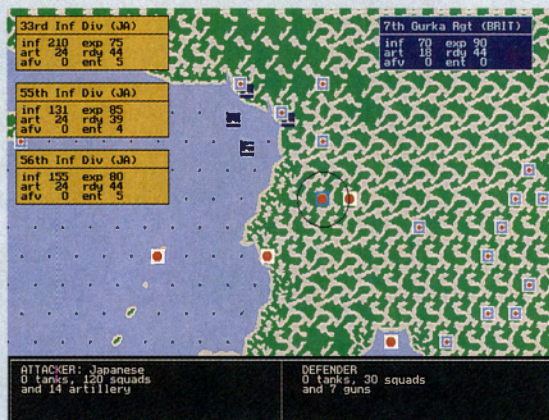 33rd Inf Div (JA)
inf 210 exp 75
art 24 rdy 44
afv 0 ent 5
55th Inf Div (JA)
inf 131 exp 85
art 24 rdy 39
afv 0 ent 4
56th Inf Div (JA)
inf 155 exp 80
art 24 rdy 44
afv 0 ent 5
7th Gurka Rgt (BRIT)
inf 70 exp 90
art 18 rdy 44
afv 0 ent 0
ATTACKER: Japanese
0 tanks, 120 squads
and 14 artillery
DEFENDER
0 tanks, 30 squads
and 7 guns